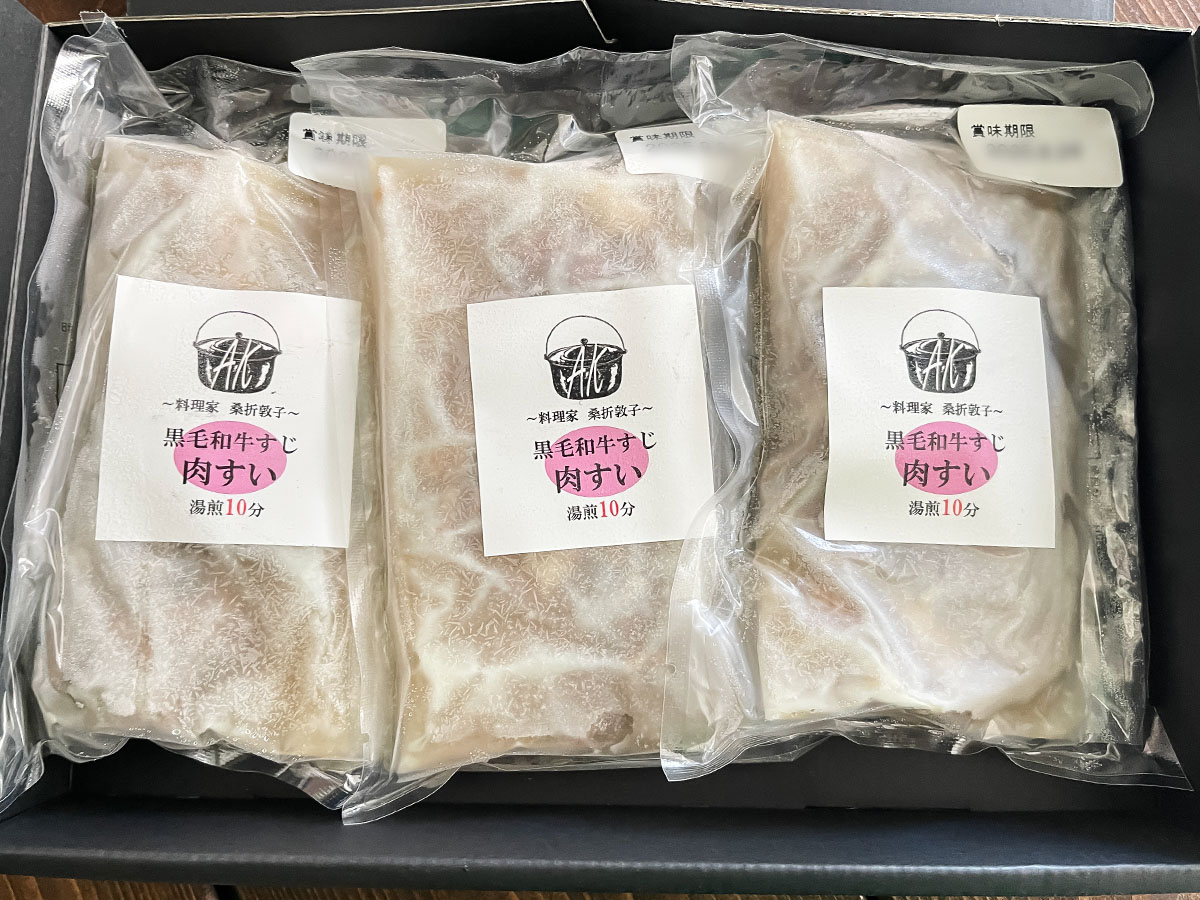 賞味期限
賞味期限
賞味期限
AK
～料理家 桑折敦子～
黒毛和牛すじ
肉すい
湯煎10分
AK
～料理家 桑折敦子～
黒毛和牛すじ
肉すい
湯煎10分
AK
～料理家 桑折敦子～
黒毛和牛すじ
肉すい
湯煎10分